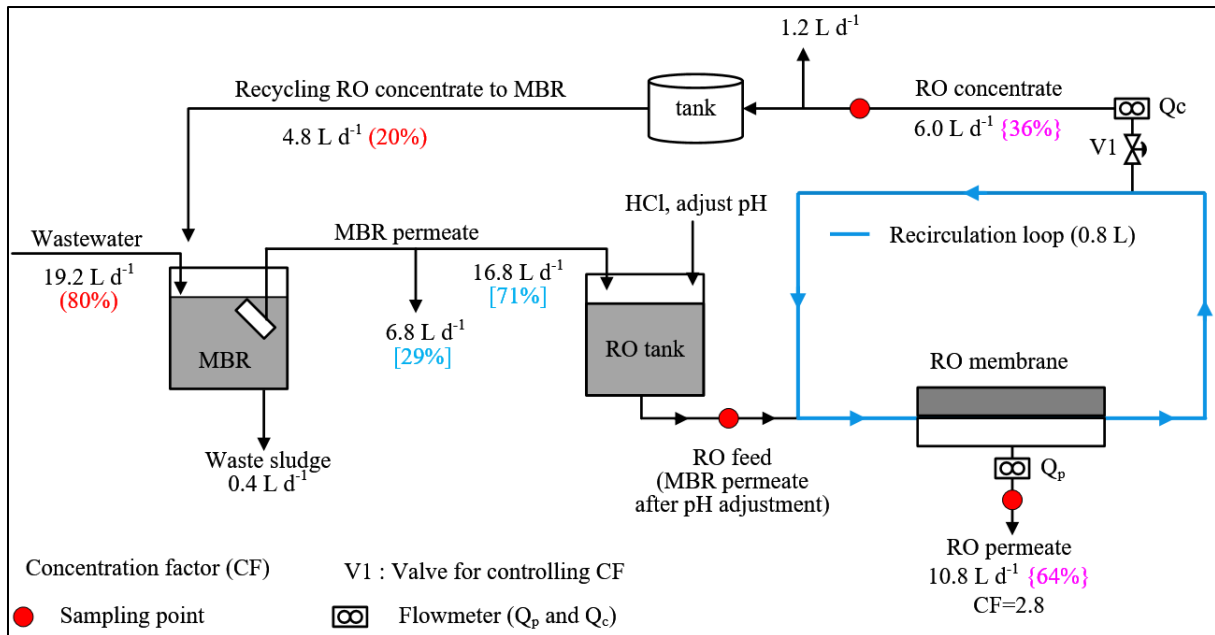 1.2 L d⁻¹
Recycling RO concentrate to MBR
tank
RO concentrate
Qc
4.8 L d⁻¹ (20%)
6.0 L d⁻¹ {36%}
V1
HCl, adjust pH
Wastewater
MBR permeate
Recirculation loop (0.8 L)
19.2 L d⁻¹
(80%)
16.8 L d⁻¹
[71%]
6.8 L d⁻¹
[29%]
MBR
RO tank
RO membrane
Waste sludge
0.4 L d⁻¹
RO feed
(MBR permeate
after pH adjustment)
Qₚ
RO permeate
10.8 L d⁻¹ {64%}
CF=2.8
Concentration factor (CF)
V1 : Valve for controlling CF
Sampling point
Flowmeter (Qₚ and Q꜀)